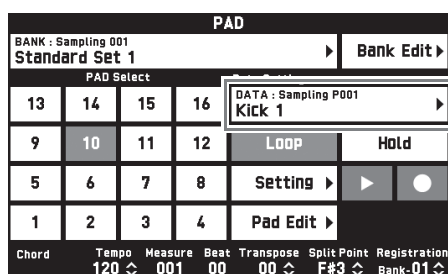 PAD
BANK : Sampling 001
Standard Set 1
Bank Edit
PAD Select
DATA : Sampling P001
Kick 1
13 14 15 16
9 10 11 12 Loop Hold
5 6 7 8 Setting
1 2 3 4 Pad Edit
Chord Tempo Measure Beat Transpose Split Point Registration
120 001 00 00 F#3 Bank-01